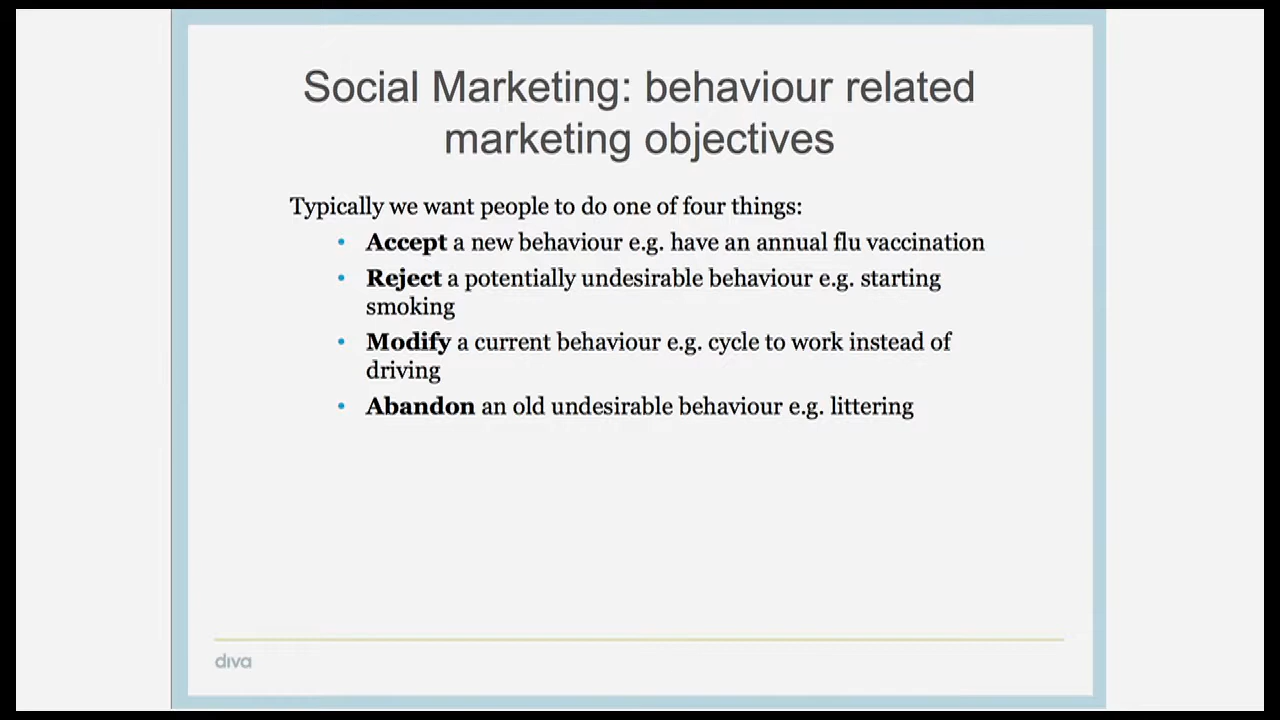 Social Marketing: behaviour related
marketing objectives
Typically we want people to do one of four things:
• Accept a new behaviour e.g. have an annual flu vaccination
• Reject a potentially undesirable behaviour e.g. starting
smoking
• Modify a current behaviour e.g. cycle to work instead of
driving
• Abandon an old undesirable behaviour e.g. littering
diva